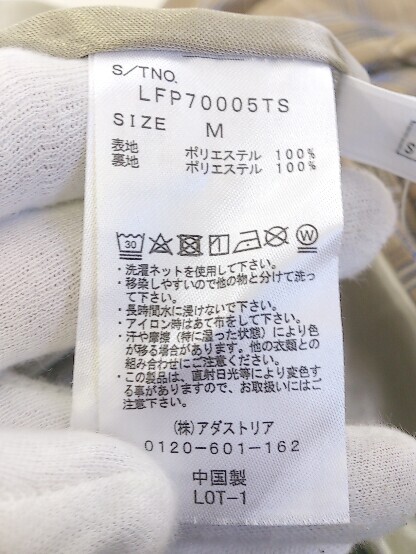 S/TNO.
LFP70005TS
SIZE M
表地 ポリエステル 100%
裏地 ポリエステル 100%
30 W
・洗濯ネットを使用して下さい。
・移染しやすいので他の物と分けて洗っ
て下さい。
・長時間水に浸けないで下さい。
・アイロン時はあて布をして下さい。
・汗や摩擦（特に湿った状態）により色
が移る場合があります。他の衣類との
組み合わせにご注意ください。
・この製品は、直射日光等により変色す
る事がありますので、お取扱いにはご
注意下さい。
(株)アダストリア
0120-601-162
中国製
LOT-1
S